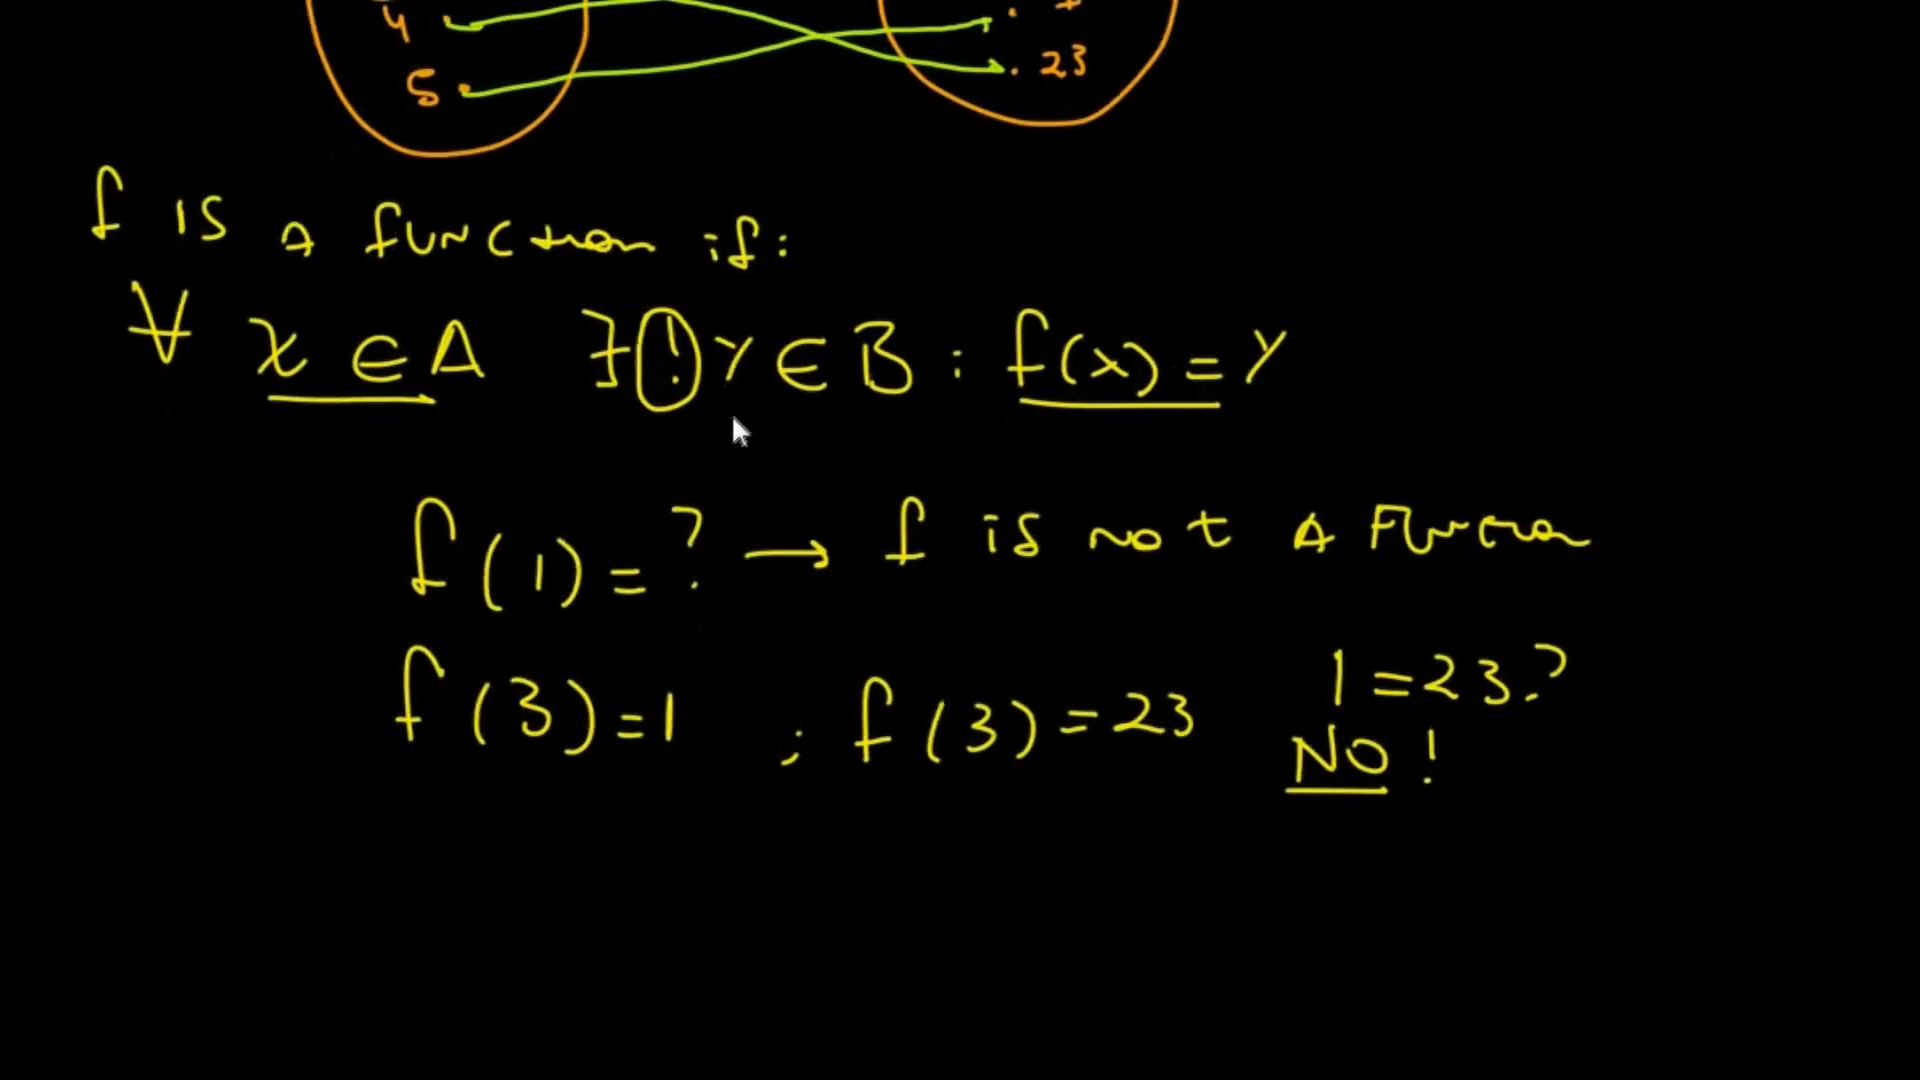 4
5
23
f is a function if:
∀ x ∈ A ∃! y ∈ B : f(x) = y
f(1) = ? → f is not a function
f(3) = 1 ; f(3) = 23 1 = 23?
NO!